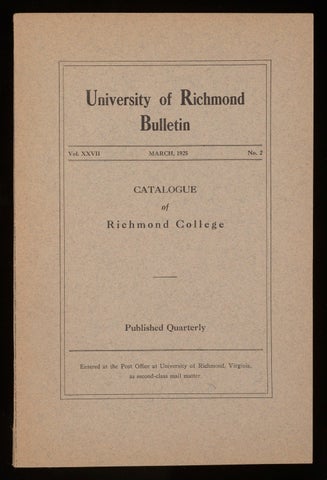 University of Richmond
Bulletin
Vol. XXVII MARCH, 1925 No. 2
CATALOGUE
of
Richmond College
Published Quarterly
Entered at the Post Office at University of Richmond, Virginia,
as second-class mail matter.